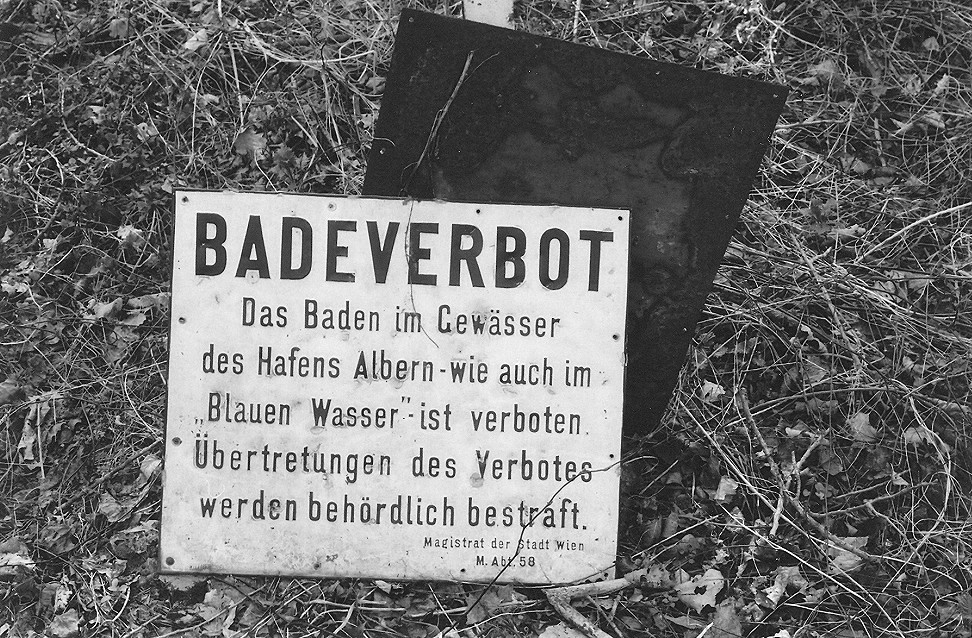 BADEVERBOT
Das Baden im Gewässer
des Hafens Albern-wie auch im
„Blauen Wasser"-ist verboten.
Übertretungen des Verbotes
werden behördlich bestraft.
Magistrat der Stadt Wien
M. Abt. 58